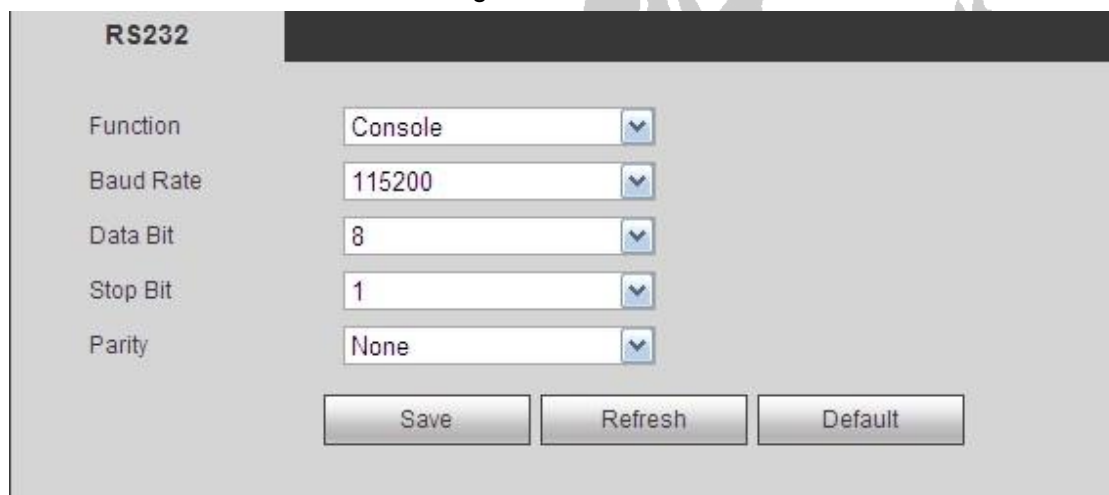 RS232
Function Console
Baud Rate 115200
Data Bit 8
Stop Bit 1
Parity None
Save Refresh Default